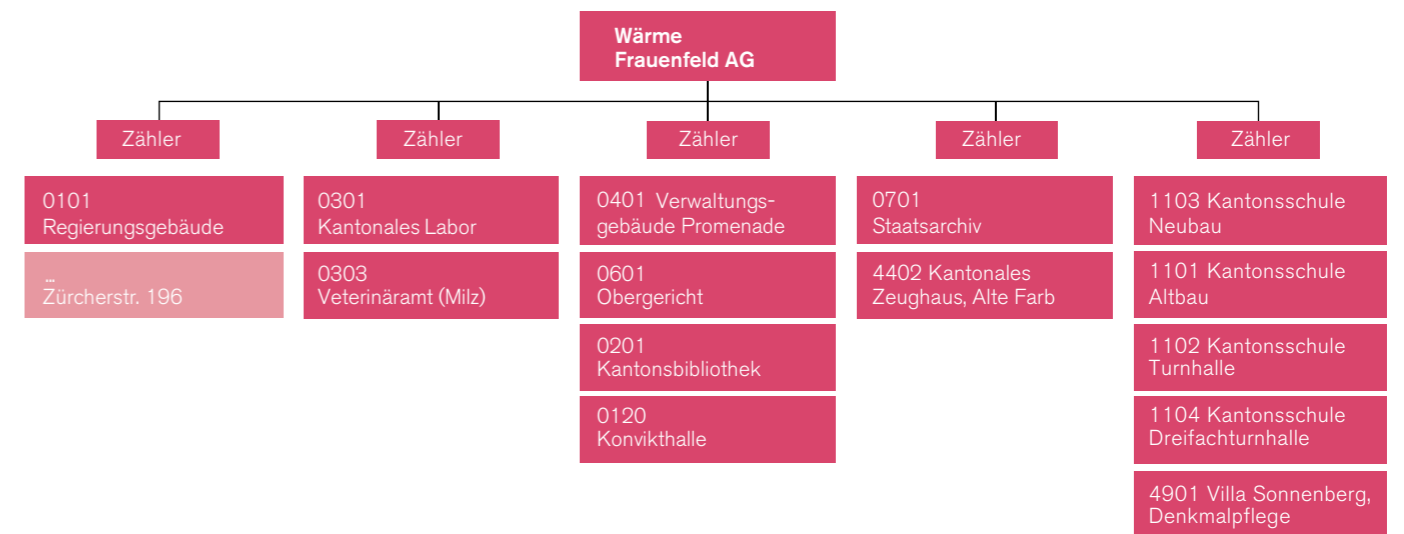 Wärme
Frauenfeld AG
Zähler
Zähler
Zähler
Zähler
Zähler
0101
Regierungsgebäude
...
Zürcherstr. 196
0301
Kantonales Labor
0303
Veterinäramt (Milz)
0401 Verwaltungs-
gebäude Promenade
0601
Obergericht
0201
Kantonsbibliothek
0120
Konvikthalle
0701
Staatsarchiv
4402 Kantonales
Zeughaus, Alte Farb
1103 Kantonsschule
Neubau
1101 Kantonsschule
Altbau
1102 Kantonsschule
Turnhalle
1104 Kantonsschule
Dreifachturnhalle
4901 Villa Sonnenberg,
Denkmalpflege